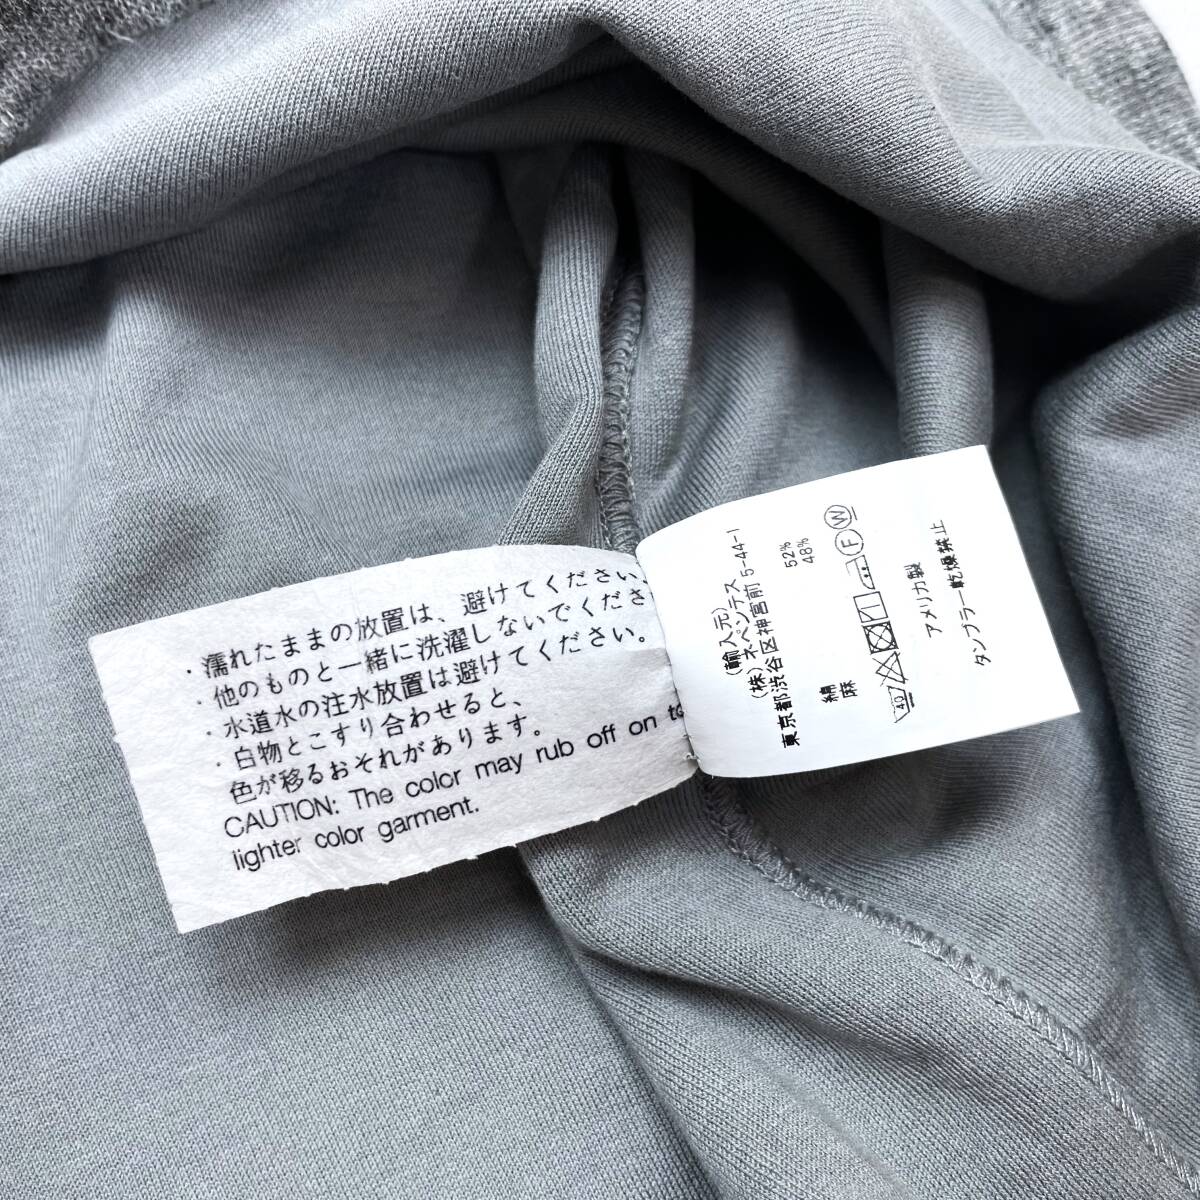 ・濡れたままの放置は、避けてください。
・他のものと一緒に洗濯しないでくださ
・水道水の注水放置は避けてください。
・白物とこすり合わせると、
色が移るおそれがあります。
CAUTION: The color may rub off on to
lighter color garment.
(輸入元)
(株)ネペンテス
東京都渋谷区神宮前 5-44-1
綿 52%
麻 48%
40 F W
アメリカ製
タンブラー乾燥禁止